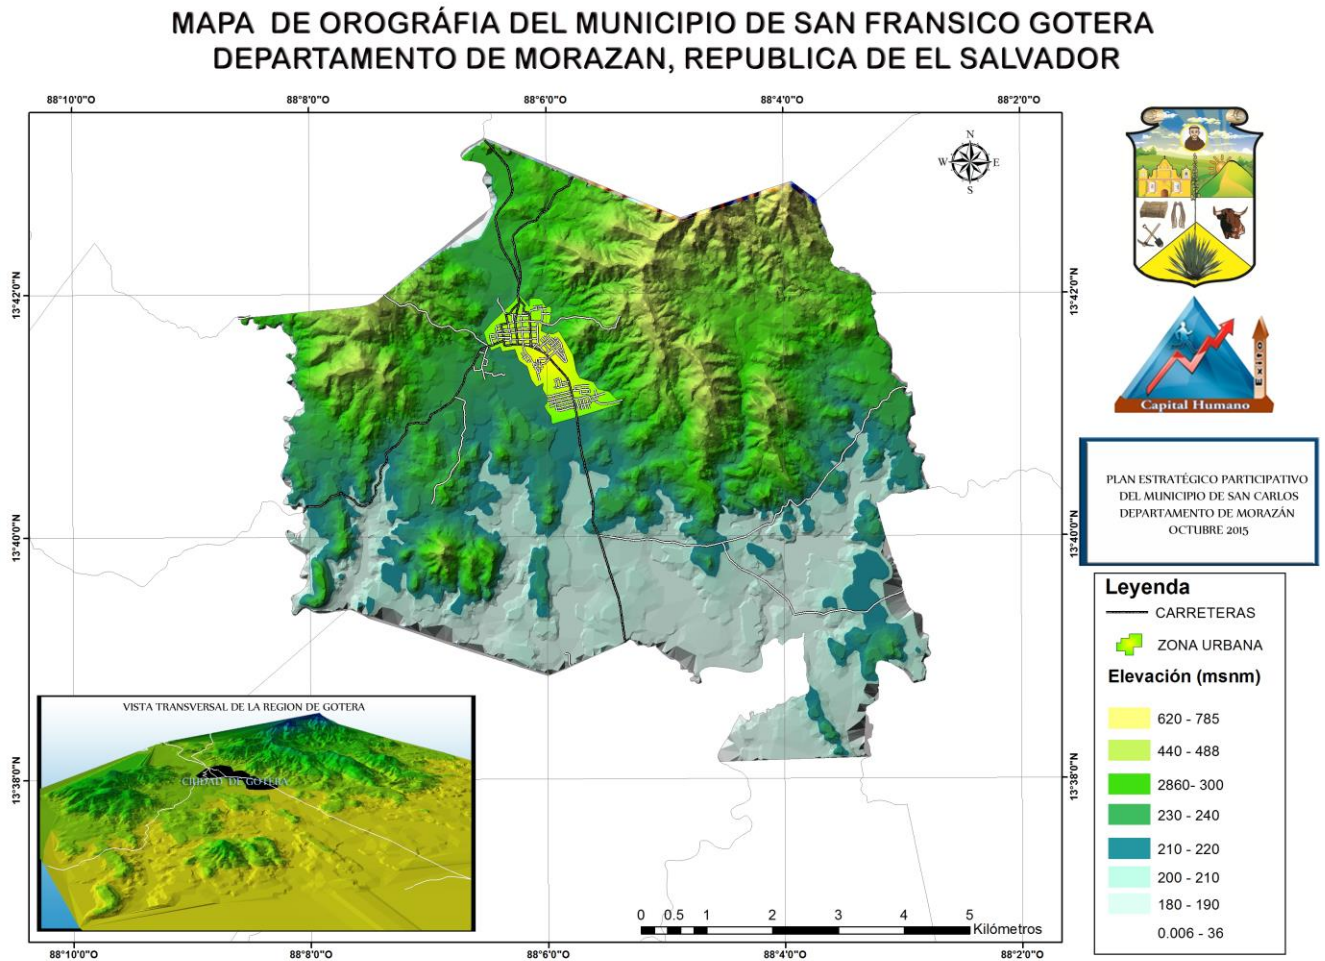 MAPA DE OROGRÁFIA DEL MUNICIPIO DE SAN FRANSICO GOTERA
DEPARTAMENTO DE MORAZAN, REPUBLICA DE EL SALVADOR
88°10'0"O 88°8'0"O 88°6'0"O 88°4'0"O 88°2'0"O
N
W E
S
13°42'0"N 13°42'0"N
13°40'0"N 13°40'0"N
13°38'0"N 13°38'0"N
Éxito
Capital Humano
PLAN ESTRATÉGICO PARTICIPATIVO
DEL MUNICIPIO DE SAN CARLOS
DEPARTAMENTO DE MORAZÁN
OCTUBRE 2015
Leyenda
CARRETERAS
ZONA URBANA
Elevación (msnm)
620 - 785
440 - 488
2860- 300
230 - 240
210 - 220
200 - 210
180 - 190
0.006 - 36
VISTA TRANSVERSAL DE LA REGION DE GOTERA
CIUDAD DE GOTERA
0 0.5 1 2 3 4 5
Kilómetros
88°10'0"O 88°8'0"O 88°6'0"O 88°4'0"O 88°2'0"O